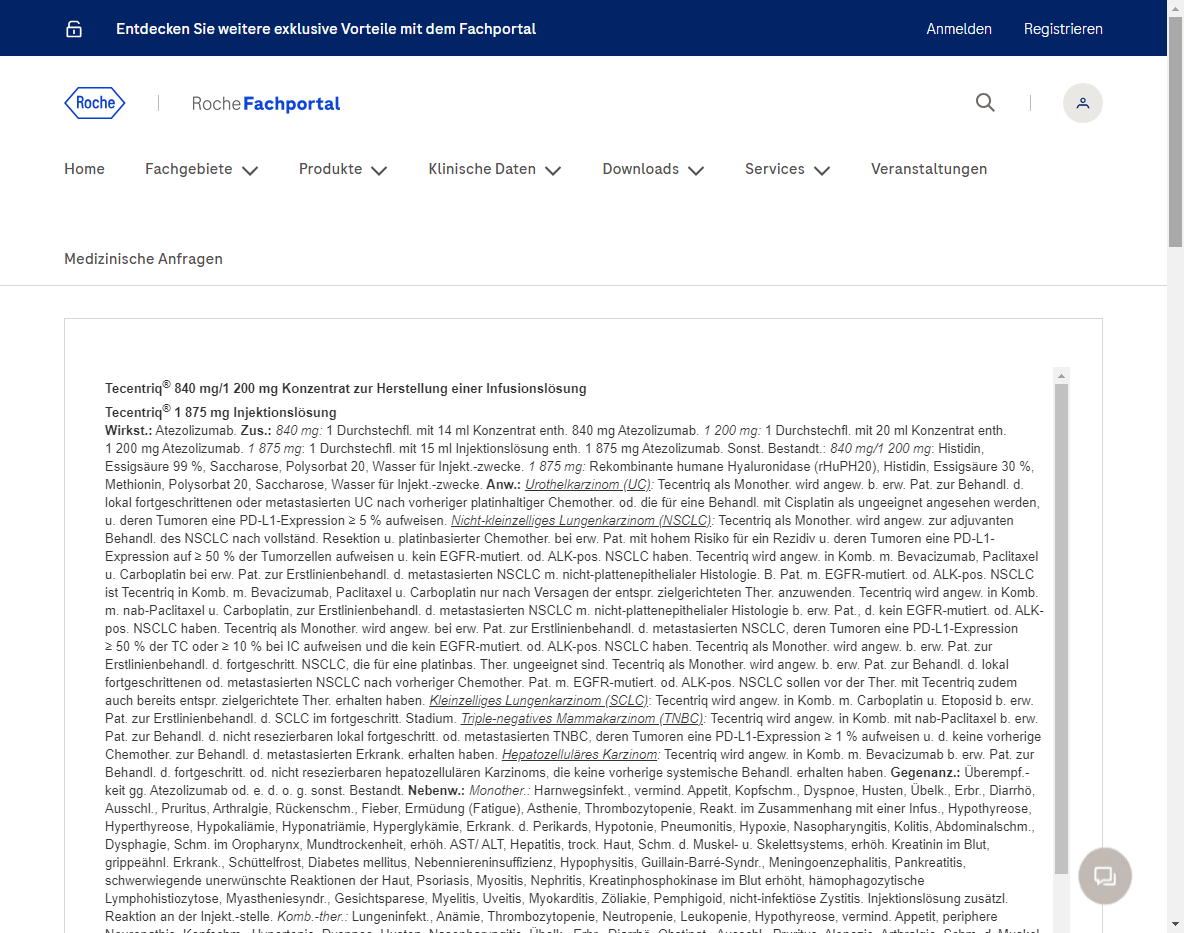 Entdecken Sie weitere exklusive Vorteile mit dem Fachportal
Anmelden
Registrieren
Roche
Roche Fachportal
Home
Fachgebiete
Produkte
Klinische Daten
Downloads
Services
Veranstaltungen
Medizinische Anfragen
Tecentriq® 840 mg/1 200 mg Konzentrat zur Herstellung einer Infusionslösung
Tecentriq® 1 875 mg Injektionslösung
Wirkst.: Atezolizumab. Zus.: 840 mg: 1 Durchstechfl. mit 14 ml Konzentrat enth. 840 mg Atezolizumab. 1 200 mg: 1 Durchstechfl. mit 20 ml Konzentrat enth.
1 200 mg Atezolizumab. 1 875 mg: 1 Durchstechfl. mit 15 ml Injektionslösung enth. 1 875 mg Atezolizumab. Sonst. Bestandt.: 840 mg/1 200 mg: Histidin,
Essigsäure 99 %, Saccharose, Polysorbat 20, Wasser für Injekt.-zwecke. 1 875 mg: Rekombinante humane Hyaluronidase (rHuPH20), Histidin, Essigsäure 30 %,
Methionin, Polysorbat 20, Saccharose, Wasser für Injekt.-zwecke. Anw.: Urothelkarzinom (UC): Tecentriq als Monother. wird angew. b. erw. Pat. zur Behandl. d.
lokal fortgeschrittenen oder metastasierten UC nach vorheriger platinhaltiger Chemother. od. die für eine Behandl. mit Cisplatin als ungeeignet angesehen werden,
u. deren Tumoren eine PD-L1-Expression ≥ 5 % aufweisen. Nicht-kleinzelliges Lungenkarzinom (NSCLC): Tecentriq als Monother. wird angew. zur adjuvanten
Behandl. des NSCLC nach vollständ. Resektion u. platinbasierter Chemother. bei erw. Pat. mit hohem Risiko für ein Rezidiv u. deren Tumoren eine PD-L1-
Expression auf ≥ 50 % der Tumorzellen aufweisen u. kein EGFR-mutiert. od. ALK-pos. NSCLC haben. Tecentriq wird angew. in Komb. m. Bevacizumab, Paclitaxel
u. Carboplatin bei erw. Pat. zur Erstlinienbehandl. d. metastasierten NSCLC m. nicht-plattenepithelialer Histologie. B. Pat. m. EGFR-mutiert. od. ALK-pos. NSCLC
ist Tecentriq in Komb. m. Bevacizumab, Paclitaxel u. Carboplatin nur nach Versagen der entspr. zielgerichteten Ther. anzuwenden. Tecentriq wird angew. in Komb.
m. nab-Paclitaxel u. Carboplatin, zur Erstlinienbehandl. d. metastasierten NSCLC m. nicht-plattenepithelialer Histologie b. erw. Pat., d. kein EGFR-mutiert. od. ALK-
pos. NSCLC haben. Tecentriq als Monother. wird angew. bei erw. Pat. zur Erstlinienbehandl. d. metastasierten NSCLC, deren Tumoren eine PD-L1-Expression
≥ 50 % der TC oder ≥ 10 % bei IC aufweisen und die kein EGFR-mutiert. od. ALK-pos. NSCLC haben. Tecentriq als Monother. wird angew. b. erw. Pat. zur
Erstlinienbehandl. d. fortgeschritt. NSCLC, die für eine platinbas. Ther. ungeeignet sind. Tecentriq als Monother. wird angew. b. erw. Pat. zur Behandl. d. lokal
fortgeschrittenen od. metastasierten NSCLC nach vorheriger Chemother. Pat. m. EGFR-mutiert. od. ALK-pos. NSCLC sollen vor der Ther. mit Tecentriq zudem
auch bereits entspr. zielgerichtete Ther. erhalten haben. Kleinzelliges Lungenkarzinom (SCLC): Tecentriq wird angew. in Komb. m. Carboplatin u. Etoposid b. erw.
Pat. zur Erstlinienbehandl. d. SCLC im fortgeschritt. Stadium. Triple-negatives Mammakarzinom (TNBC): Tecentriq wird angew. in Komb. mit nab-Paclitaxel b. erw.
Pat. zur Behandl. d. nicht resezierbaren lokal fortgeschritt. od. metastasierten TNBC, deren Tumoren eine PD-L1-Expression ≥ 1 % aufweisen u. d. keine vorherige
Chemother. zur Behandl. d. metastasierten Erkrank. erhalten haben. Hepatozelluläres Karzinom: Tecentriq wird angew. in Komb. m. Bevacizumab b. erw. Pat. zur
Behandl. d. fortgeschritt. od. nicht resezierbaren hepatozellulären Karzinoms, die keine vorherige systemische Behandl. erhalten haben. Gegenanz.: Überempf.-
keit gg. Atezolizumab od. e. d. o. g. sonst. Bestandt. Nebenw.: Monother.: Harnwegsinfekt., vermind. Appetit, Kopfschm., Dyspnoe, Husten, Übelk., Erbr., Diarrhö,
Ausschl., Pruritus, Arthralgie, Rückenschm., Fieber, Ermüdung (Fatigue), Asthenie, Thrombozytopenie, Reakt. im Zusammenhang mit einer Infus., Hypothyreose,
Hyperthyreose, Hypokaliämie, Hyponatriämie, Hyperglykämie, Erkrank. d. Perikards, Hypotonie, Pneumonitis, Hypoxie, Nasopharyngitis, Kolitis, Abdominalschm.,
Dysphagie, Schm. im Oropharynx, Mundtrockenheit, erhöh. AST/ ALT, Hepatitis, trock. Haut, Schm. d. Muskel- u. Skelettsystems, erhöh. Kreatinin im Blut,
grippeähnl. Erkrank., Schüttelfrost, Diabetes mellitus, Nebenniereninsuffizienz, Hypophysitis, Guillain-Barré-Syndr., Meningoenzephalitis, Pankreatitis,
schwerwiegende unerwünschte Reaktionen der Haut, Psoriasis, Myositis, Nephritis, Kreatinphosphokinase im Blut erhöht, hämophagozytische
Lymphohistiozytose, Myastheniesyndr., Gesichtsparese, Myelitis, Uveitis, Myokarditis, Zöliakie, Pemphigoid, nicht-infektiöse Zystitis. Injektionslösung zusätzl.
Reaktion an der Injekt.-stelle. Komb.-ther.: Lungeninfekt., Anämie, Thrombozytopenie, Neutropenie, Leukopenie, Hypothyreose, vermind. Appetit, periphere